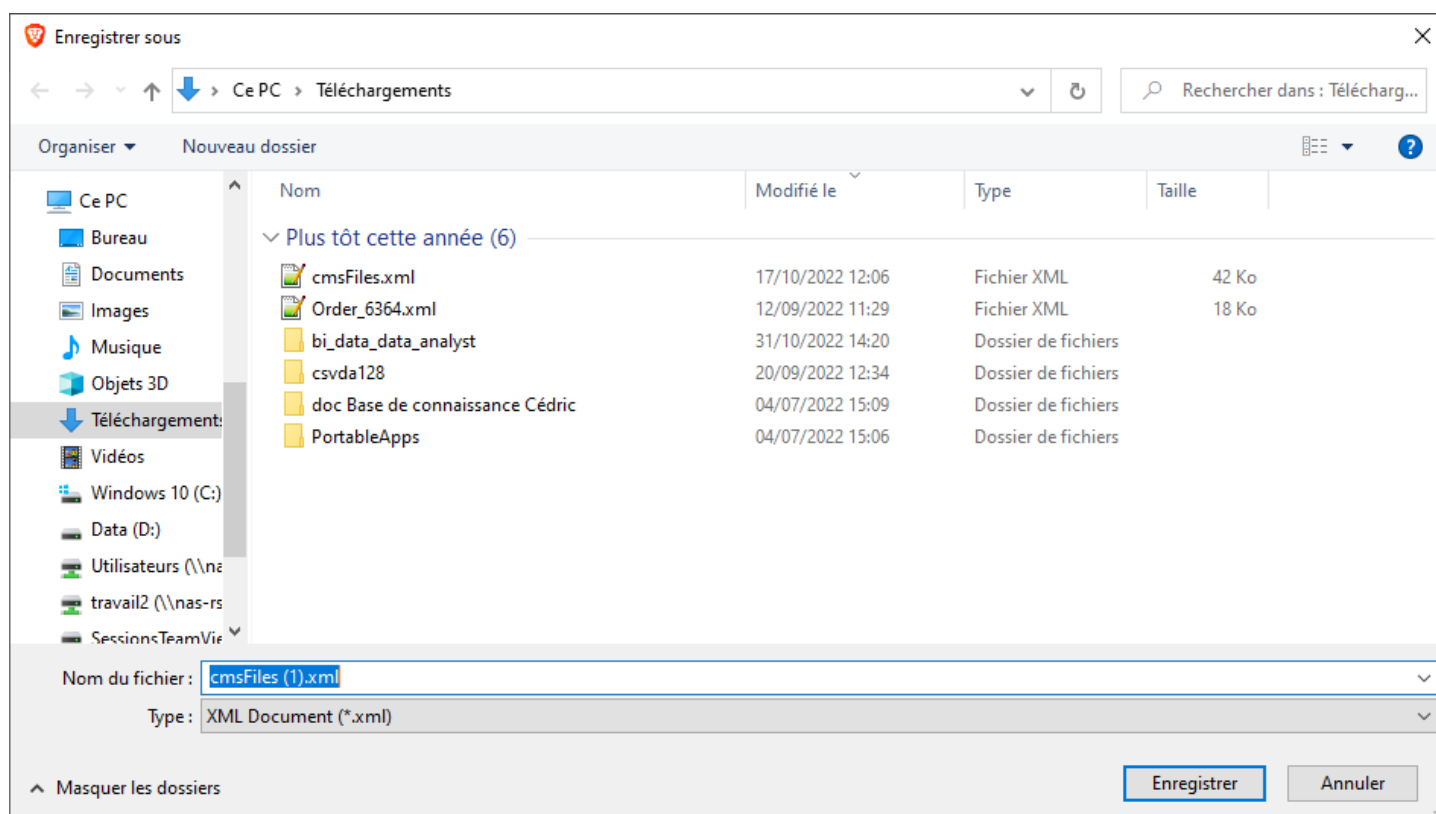 Enregistrer sous
Ce PC > Téléchargements
Rechercher dans : Télécharg...
Organiser Nouveau dossier
Ce PC
Bureau
Documents
Images
Musique
Objets 3D
Téléchargements
Vidéos
Windows 10 (C:)
Data (D:)
Utilisateurs (\\na
travail2 (\\nas-rs
SessionsTeamVie
Nom Modifié le Type Taille
Plus tôt cette année (6)
cmsFiles.xml 17/10/2022 12:06 Fichier XML 42 Ko
Order_6364.xml 12/09/2022 11:29 Fichier XML 18 Ko
bi_data_data_analyst 31/10/2022 14:20 Dossier de fichiers
csvda128 20/09/2022 12:34 Dossier de fichiers
doc Base de connaissance Cédric 04/07/2022 15:09 Dossier de fichiers
PortableApps 04/07/2022 15:06 Dossier de fichiers
Nom du fichier : cmsFiles (1).xml
Type : XML Document (*.xml)
Masquer les dossiers
Enregistrer Annuler